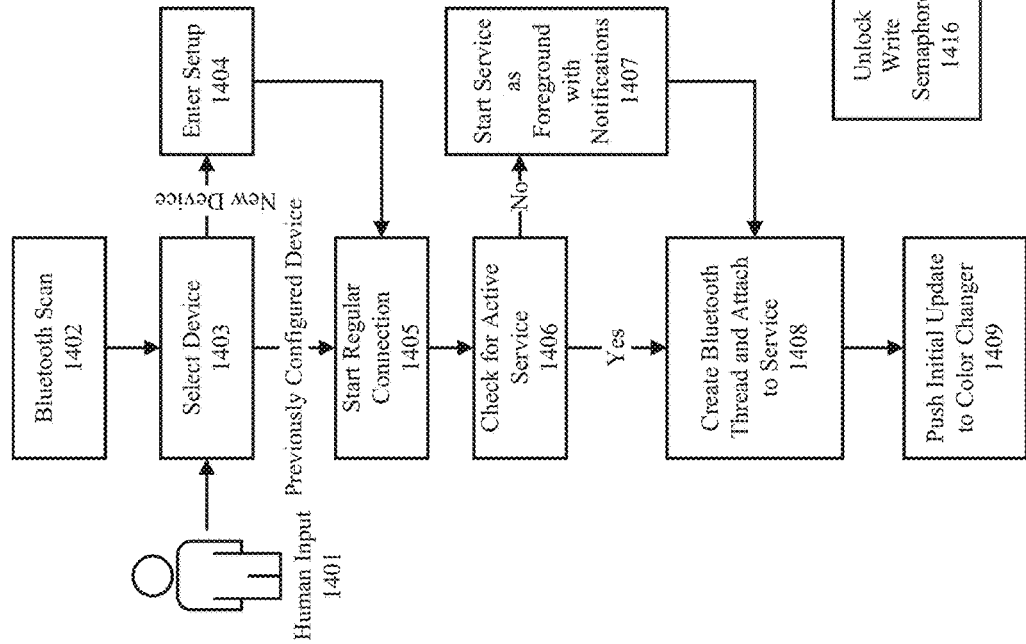 Human Input
1401
Bluetooth Scan
1402
Select Device
1403
New Device
Enter Setup
1404
Previously Configured Device
Start Regular
Connection
1405
Check for Active
Service
1406
No
Start Service
as
Foreground
with
Notifications
1407
Yes
Create Bluetooth
Thread and Attach
to Service
1408
Push Initial Update
to Color Changer
1409
Unlock
Write
Semaphore
1416